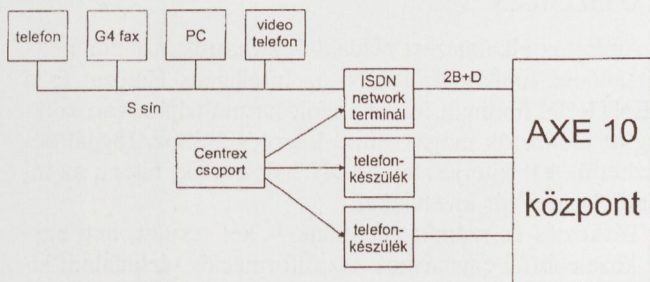 telefon
G4 fax
PC
video
telefon
S sín
ISDN
network
terminál
2B+D
Centrex
csoport
telefon-
készülék
telefon-
készülék
AXE 10
központ